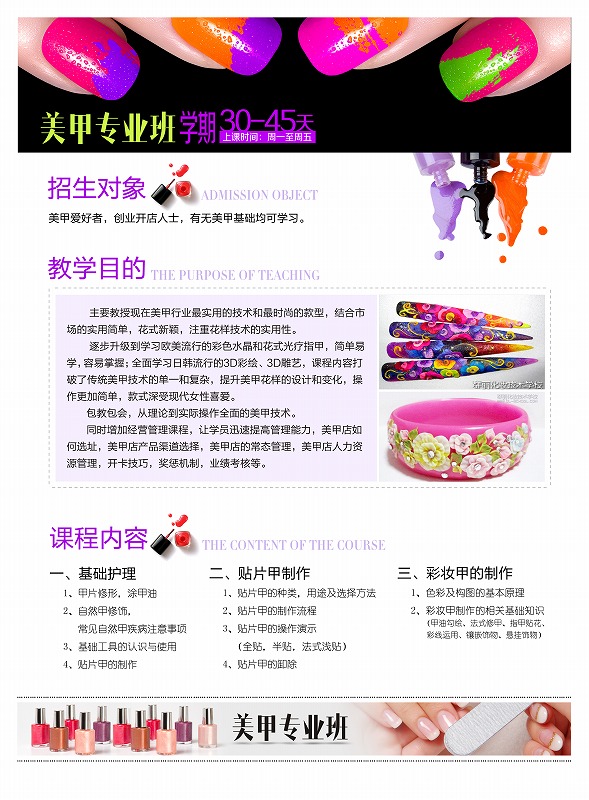 美甲专业班 学期 30-45天
上课时间：周一至周五
招生对象 ADMISSION OBJECT
美甲爱好者，创业开店人士，有无美甲基础均可学习。
教学目的 THE PURPOSE OF TEACHING
主要教授现在美甲行业最实用的技术和最时尚的款型，结合市
场的实用简单，花式新颖，注重花样技术的实用性。
逐步升级到学习欧美流行的彩色水晶和花式光疗指甲，简单易
学，容易掌握；全面学习日韩流行的3D彩绘、3D雕艺，课程内容打
破了传统美甲技术的单一和复杂，提升美甲花样的设计和变化，操
作更加简单，款式深受现代女性喜爱。
包教包会，从理论到实际操作全面的美甲技术。
同时增加经营管理课程，让学员迅速提高管理能力，美甲店如
何选址，美甲店产品渠道选择，美甲店的常态管理，美甲店人力资
源管理，开卡技巧，奖惩机制，业绩考核等。
课程内容 THE CONTENT OF THE COURSE
一、基础护理
1、甲片修形，涂甲油
2、自然甲修饰，
常见自然甲疾病注意事项
3、基础工具的认识与使用
4、贴片甲的制作
二、贴片甲制作
1、贴片甲的种类，用途及选择方法
2、贴片甲的制作流程
3、贴片甲的操作演示
（全贴，半贴，法式浅贴）
4、贴片甲的卸除
三、彩妆甲的制作
1、色彩及构图的基本原理
2、彩妆甲制作的相关基础知识
（甲油勾绘、法式修甲、指甲贴花、
彩线运用、镶嵌饰物、悬挂饰物）
美甲专业班